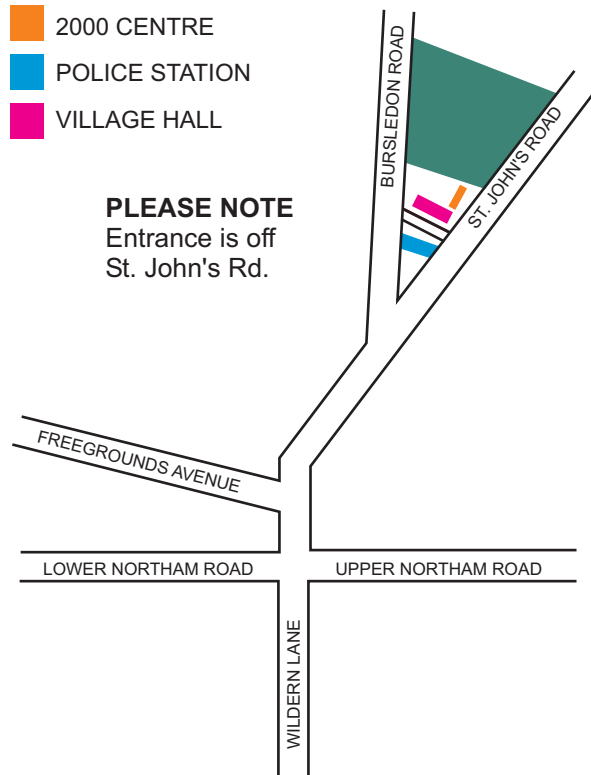 2000 CENTRE
POLICE STATION
VILLAGE HALL
BURSLEDON ROAD
ST. JOHN'S ROAD
PLEASE NOTE
Entrance is off
St. John's Rd.
FREEGROUNDS AVENUE
LOWER NORTHAM ROAD
UPPER NORTHAM ROAD
WILDERN LANE